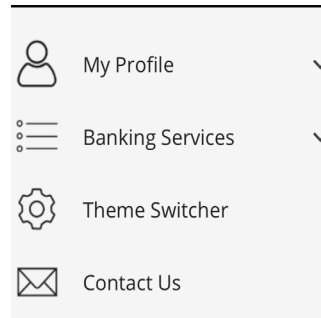 My Profile
Banking Services
Theme Switcher
Contact Us